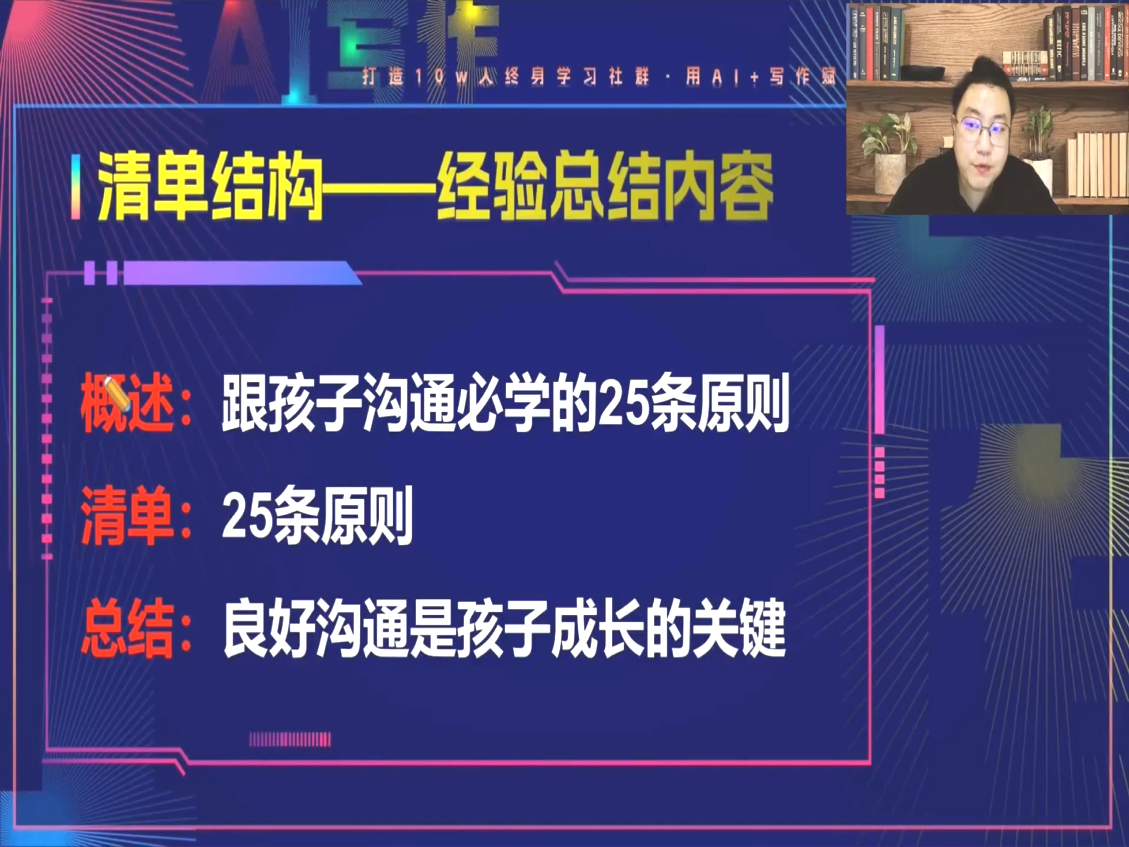 AI写作
打造10w人终身学习社群·用AI+写作赋
清单结构——经验总结内容
概述：跟孩子沟通必学的25条原则
清单：25条原则
总结：良好沟通是孩子成长的关键